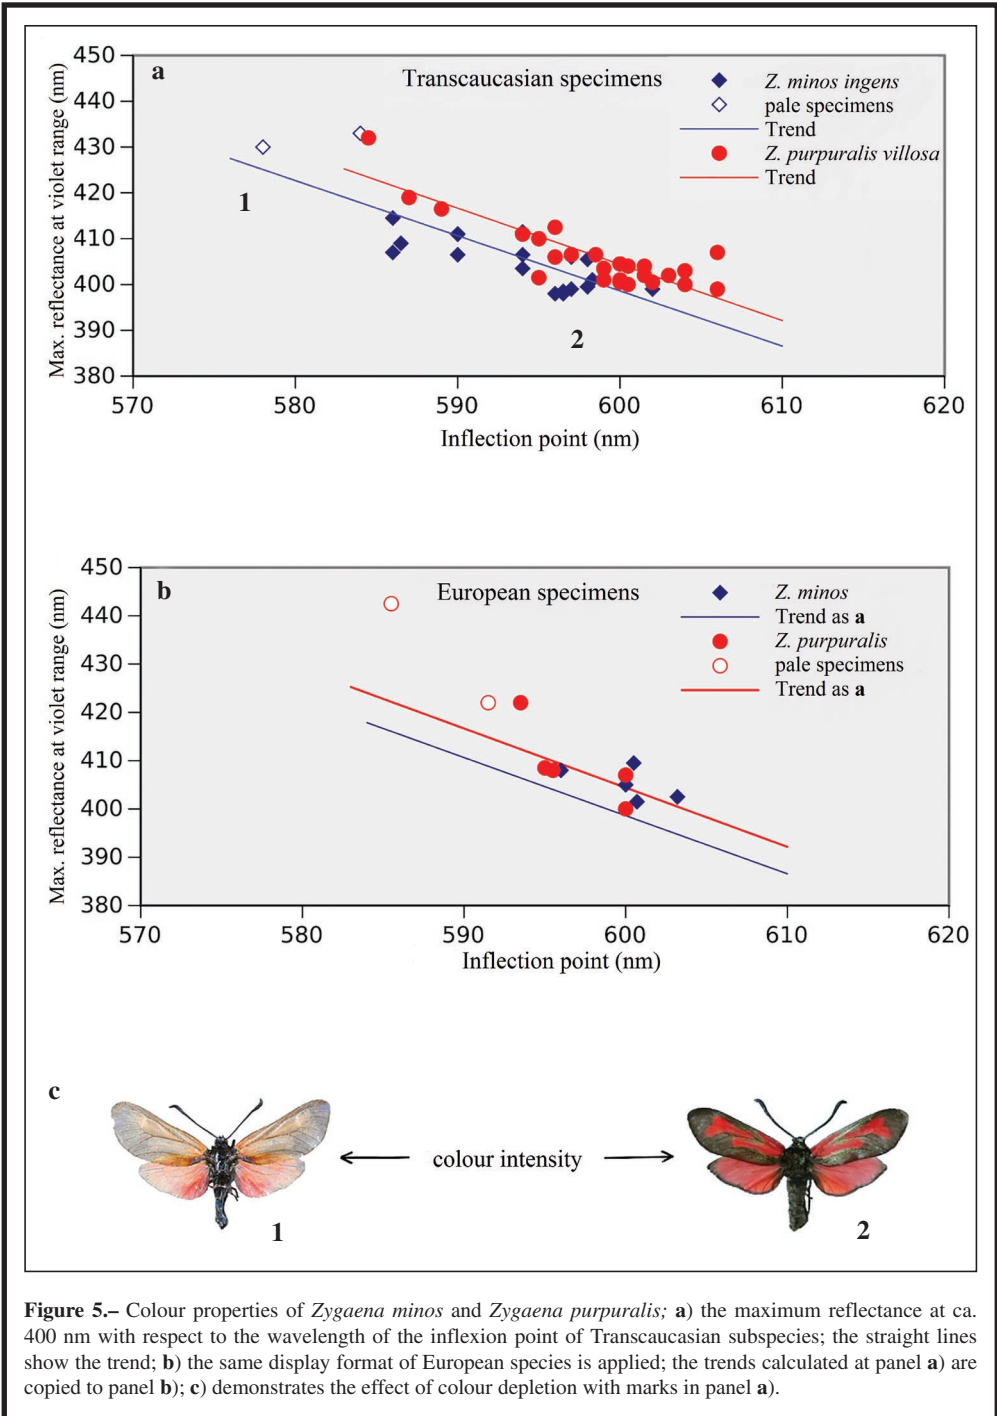 a
Transcaucasian specimens
Z. minos ingens
pale specimens
Trend
Z. purpuralis villosa
Trend
Max. reflectance at violet range (nm)
450
440
430
420
410
400
390
380
1
2
570 580 590 600 610 620
Inflection point (nm)
b
European specimens
Z. minos
Trend as a
Z. purpuralis
pale specimens
Trend as a
Max. reflectance at violet range (nm)
450
440
430
420
410
400
390
380
570 580 590 600 610 620
Inflection point (nm)
c
colour intensity
1
2
Figure 5.– Colour properties of Zygaena minos and Zygaena purpuralis; a) the maximum reflectance at ca.
400 nm with respect to the wavelength of the inflexion point of Transcaucasian subspecies; the straight lines
show the trend; b) the same display format of European species is applied; the trends calculated at panel a) are
copied to panel b); c) demonstrates the effect of colour depletion with marks in panel a).